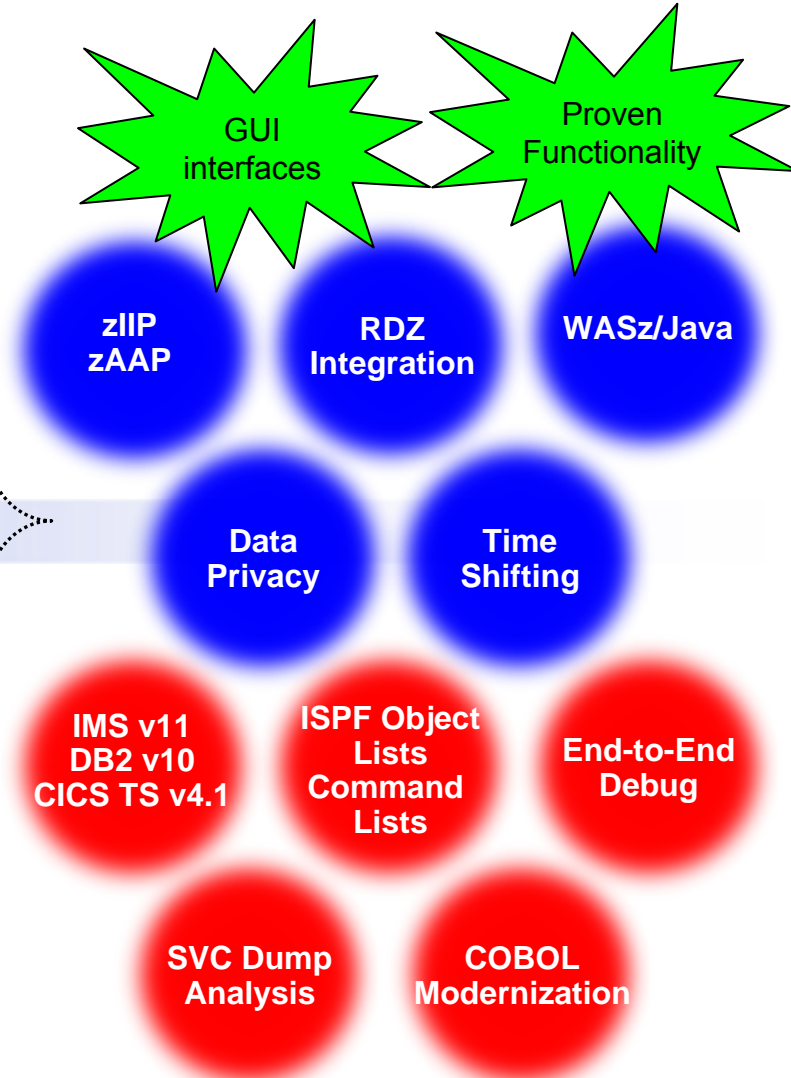 GUI
interfaces
Proven
Functionality
zIIP
zAAP
RDZ
Integration
WASz/Java
Data
Privacy
Time
Shifting
IMS v11
DB2 v10
CICS TS v4.1
ISPF Object
Lists
Command
Lists
End-to-End
Debug
SVC Dump
Analysis
COBOL
Modernization